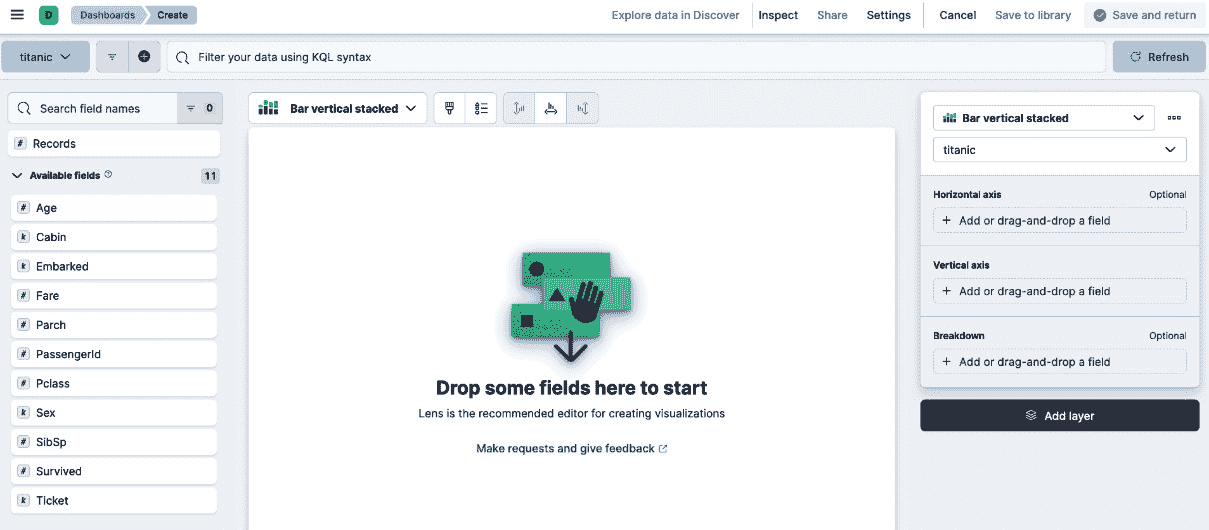 D Dashboards Create Explore data in Discover Inspect Share Settings Cancel Save to library Save and return
titanic Filter your data using KQL syntax Refresh
Search field names 0 Bar vertical stacked
Bar vertical stacked
# Records
titanic
Available fields 11
Horizontal axis Optional
# Age
+ Add or drag-and-drop a field
k Cabin
k Embarked
Vertical axis
# Fare
+ Add or drag-and-drop a field
# Parch
Breakdown Optional
# PassengerId
+ Add or drag-and-drop a field
# Pclass
Drop some fields here to start
k Sex
Lens is the recommended editor for creating visualizations
Add layer
# SibSp
Make requests and give feedback
# Survived
k Ticket